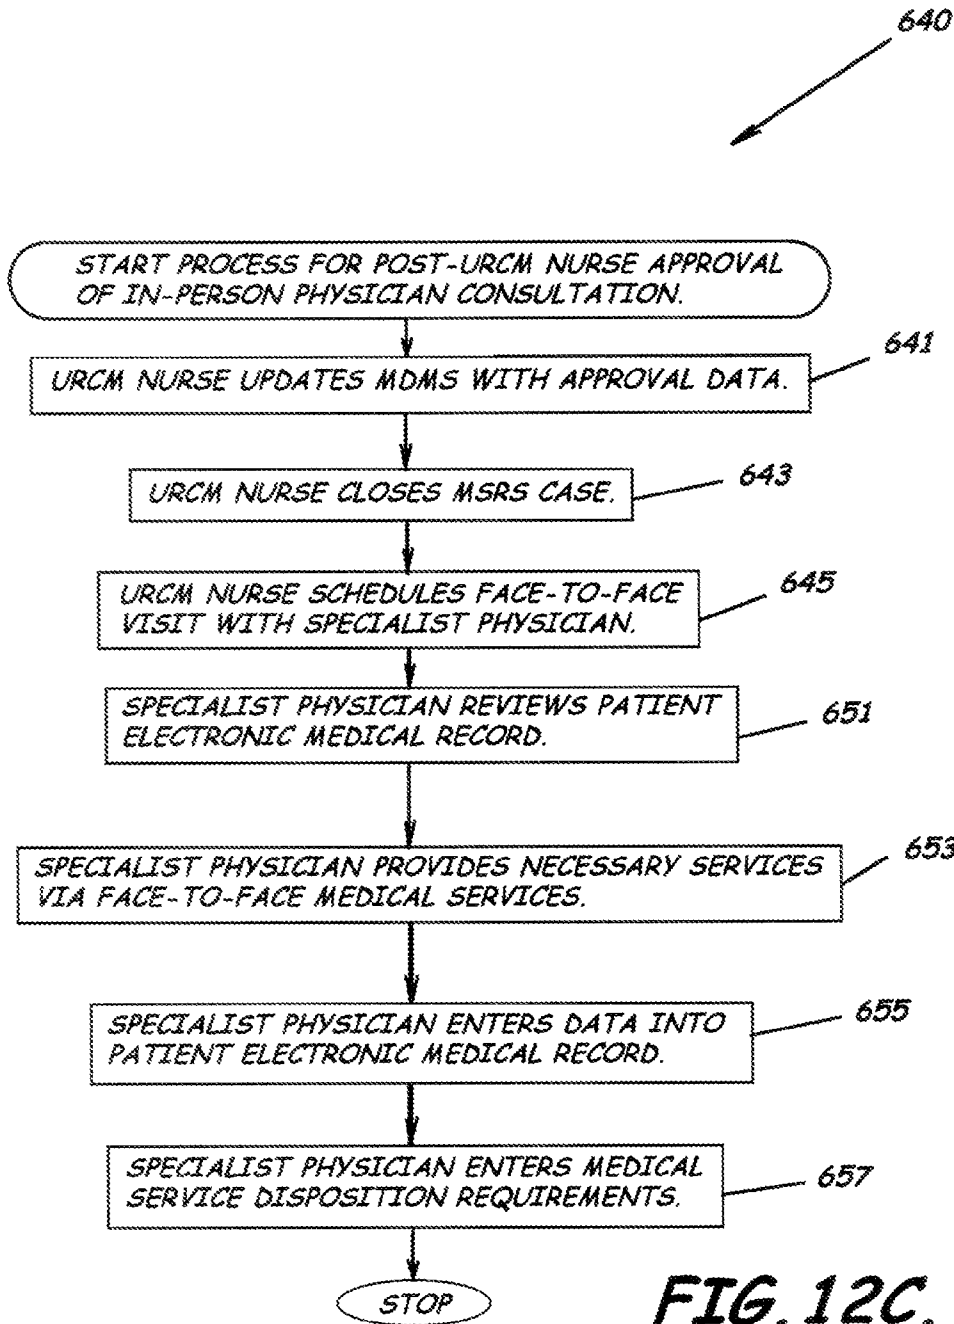 640
START PROCESS FOR POST-URCM NURSE APPROVAL
OF IN-PERSON PHYSICIAN CONSULTATION.
641
URCM NURSE UPDATES MDMS WITH APPROVAL DATA.
643
URCM NURSE CLOSES MSRS CASE.
645
URCM NURSE SCHEDULES FACE-TO-FACE
VISIT WITH SPECIALIST PHYSICIAN.
651
SPECIALIST PHYSICIAN REVIEWS PATIENT
ELECTRONIC MEDICAL RECORD.
653
SPECIALIST PHYSICIAN PROVIDES NECESSARY SERVICES
VIA FACE-TO-FACE MEDICAL SERVICES.
655
SPECIALIST PHYSICIAN ENTERS DATA INTO
PATIENT ELECTRONIC MEDICAL RECORD.
657
SPECIALIST PHYSICIAN ENTERS MEDICAL
SERVICE DISPOSITION REQUIREMENTS.
STOP
FIG. 12C.